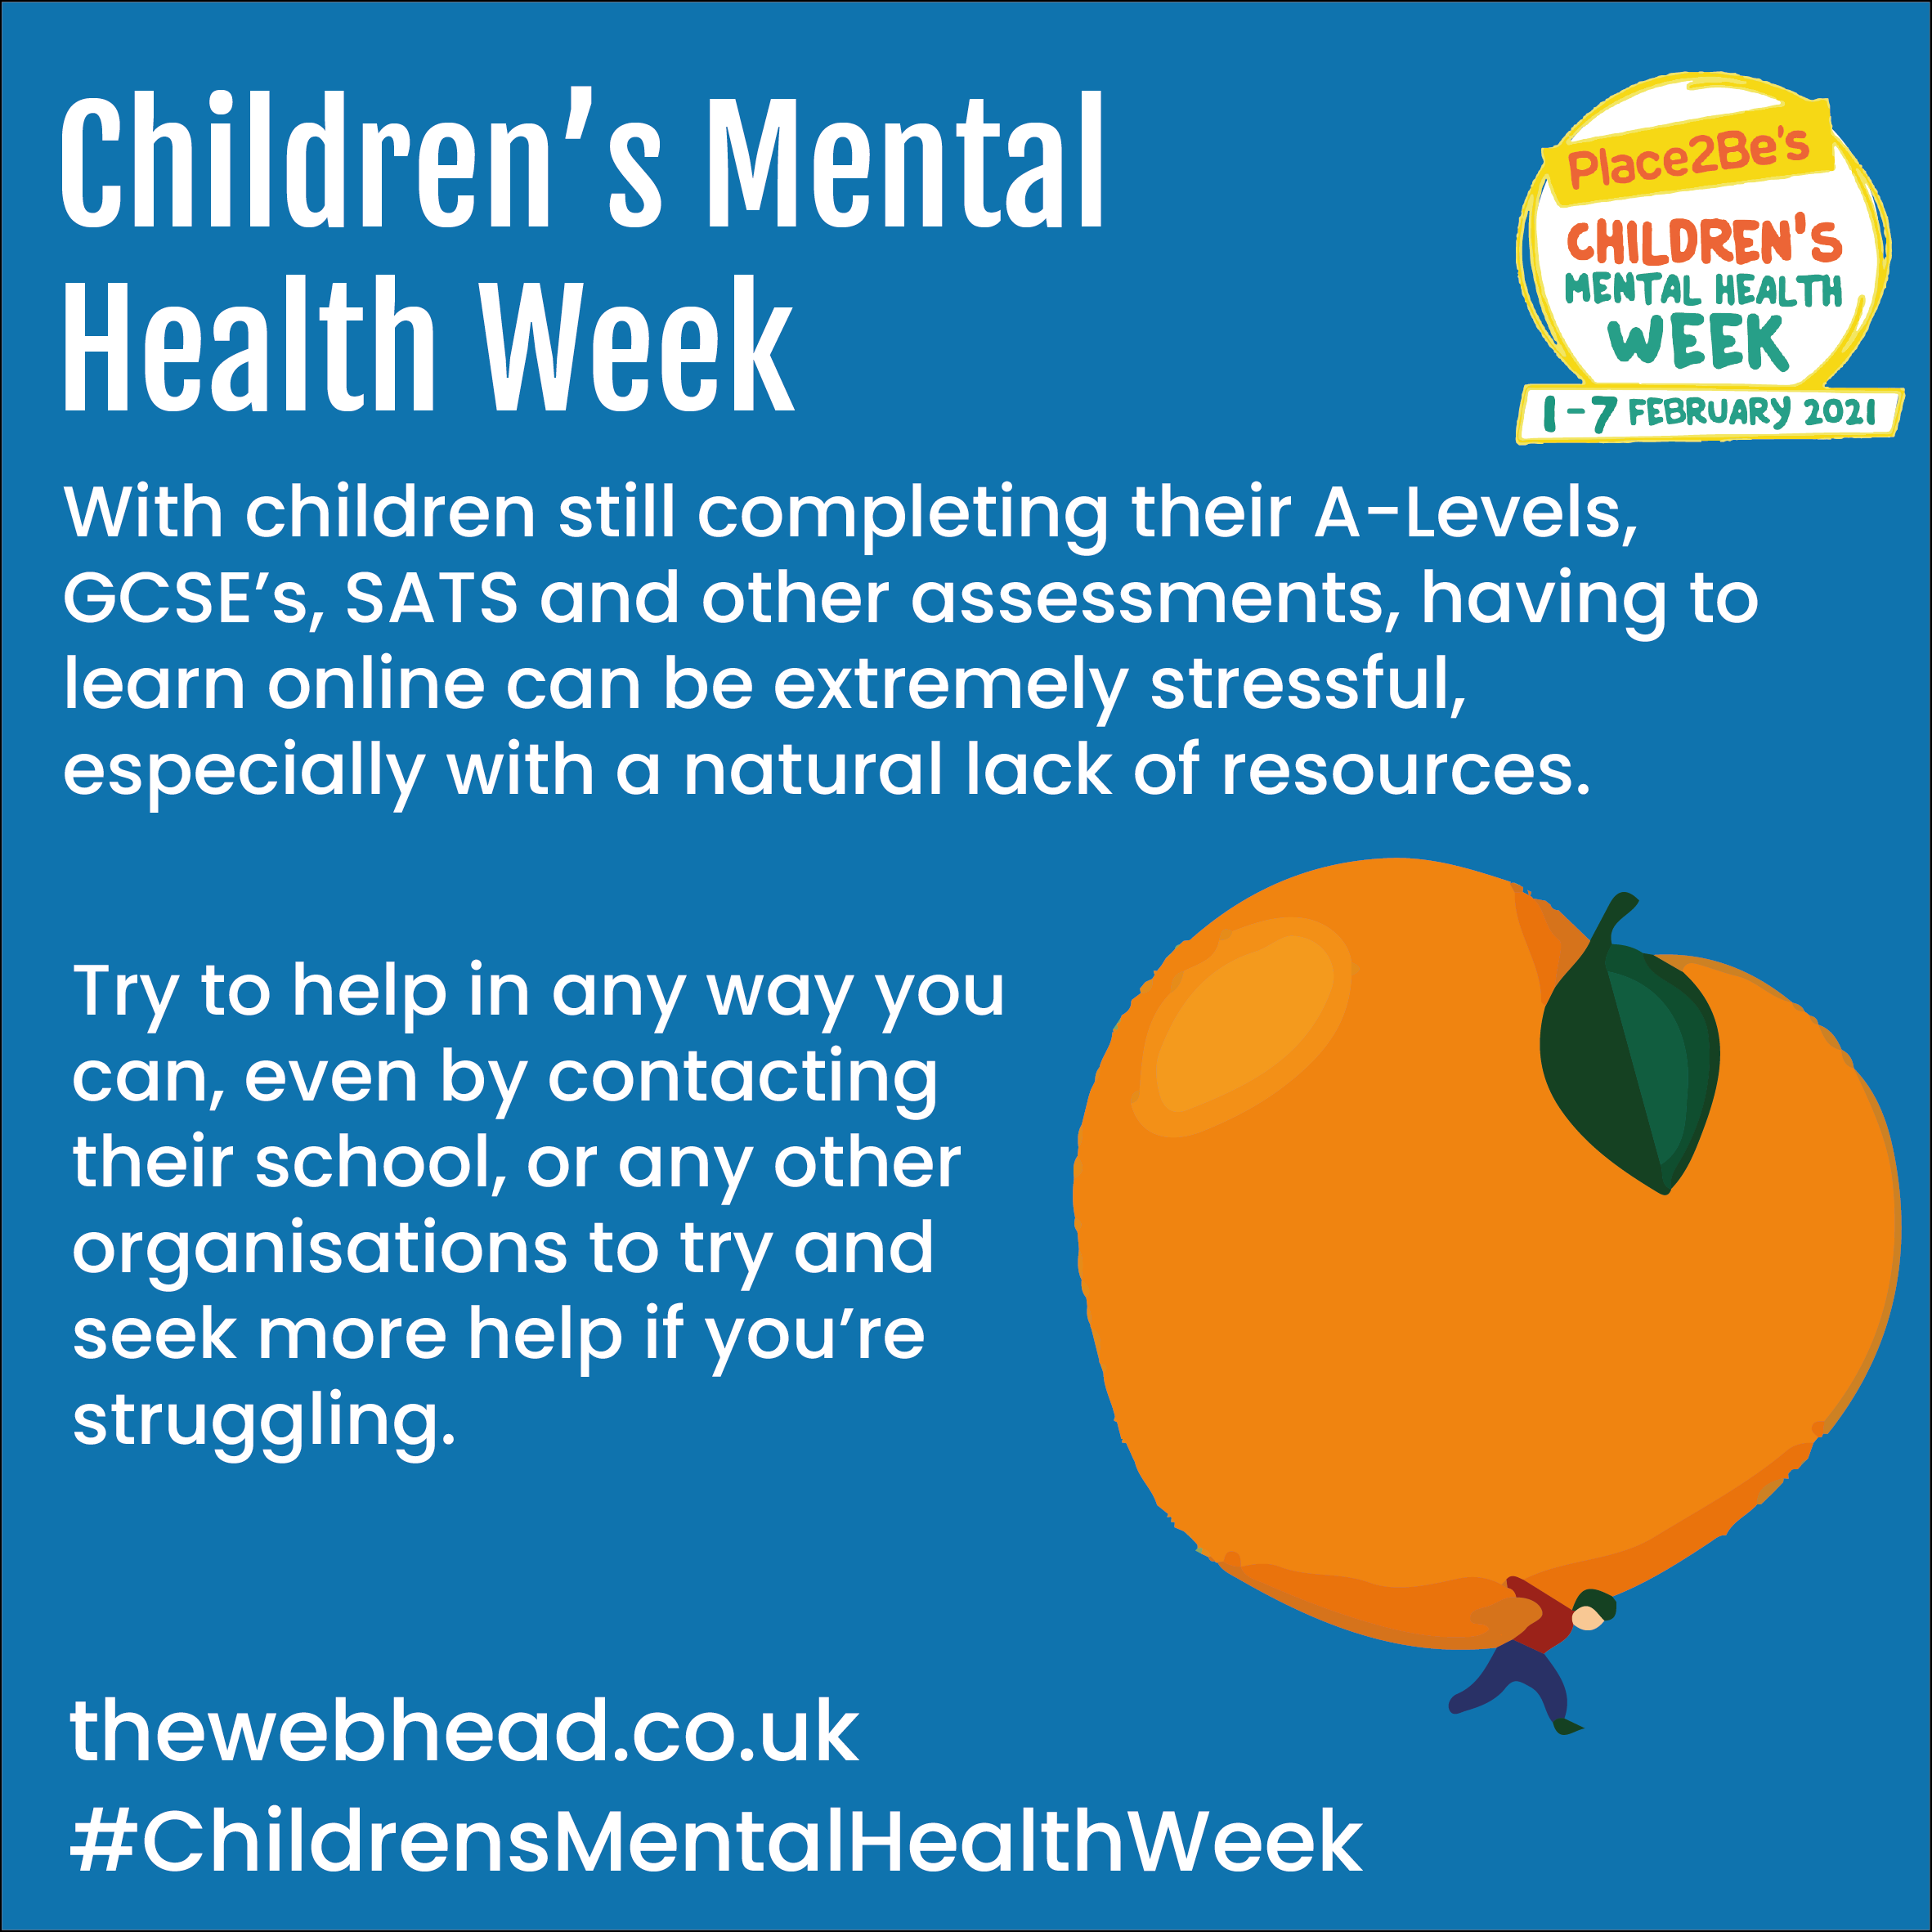 Children’s Mental
Health Week
Place2Be's
CHILDREN'S
MENTAL HEALTH
WEEK
1-7 FEBRUARY 2021
With children still completing their A-Levels,
GCSE’s, SATS and other assessments, having to
learn online can be extremely stressful,
especially with a natural lack of resources.
Try to help in any way you
can, even by contacting
their school, or any other
organisations to try and
seek more help if you’re
struggling.
thewebhead.co.uk
#ChildrensMentalHealthWeek